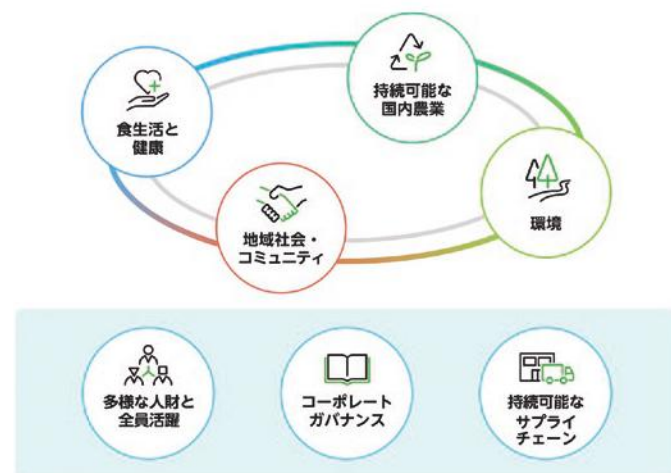 食生活と
健康
持続可能な
国内農業
環境
地域社会・
コミュニティ
多様な人財と
全員活躍
コーポレート
ガバナンス
持続可能な
サプライ
チェーン